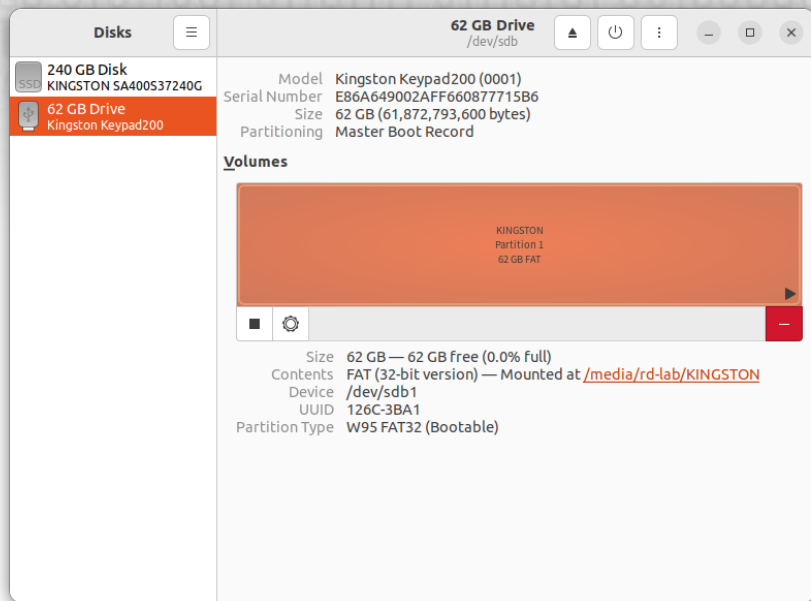 Disks
62 GB Drive
/dev/sdb
SSD
240 GB Disk
KINGSTON SA400S37240G
62 GB Drive
Kingston Keypad200
Model Kingston Keypad200 (0001)
Serial Number E86A649002AFF660877715B6
Size 62 GB (61,872,793,600 bytes)
Partitioning Master Boot Record
Volumes
KINGSTON
Partition 1
62 GB FAT
Size 62 GB — 62 GB free (0.0% full)
Contents FAT (32-bit version) — Mounted at /media/rd-lab/KINGSTON
Device /dev/sdb1
UUID 126C-3BA1
Partition Type W95 FAT32 (Bootable)